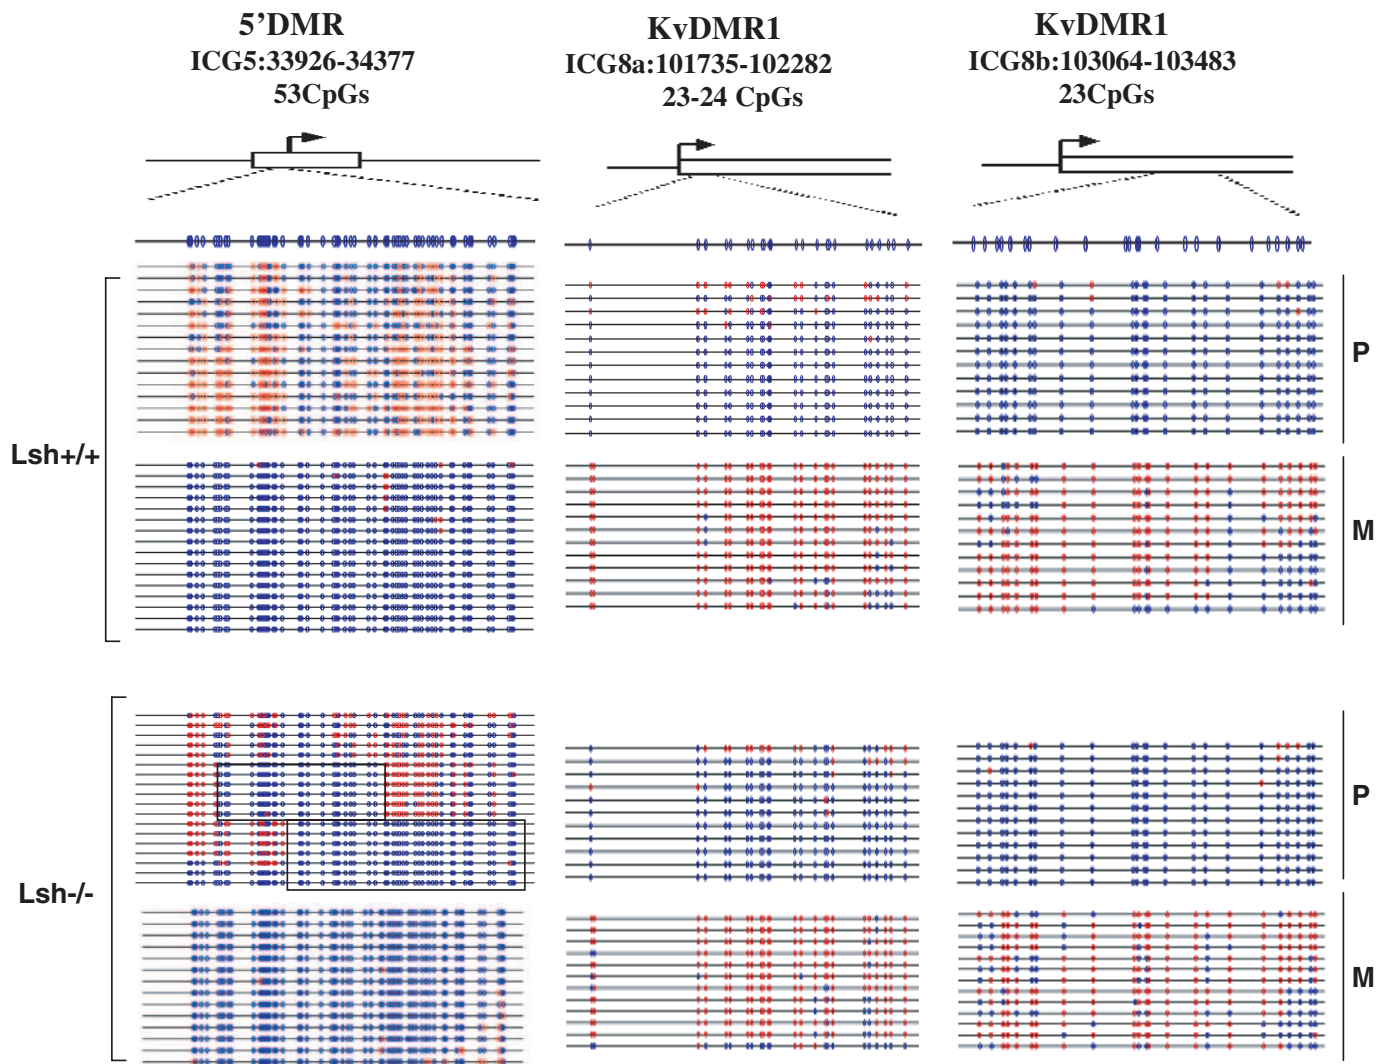 5’DMR
ICG5:33926-34377
53CpGs
KvDMR1
ICG8a:101735-102282
23-24 CpGs
KvDMR1
ICG8b:103064-103483
23CpGs
Lsh+/+
P
M
Lsh-/-
P
M